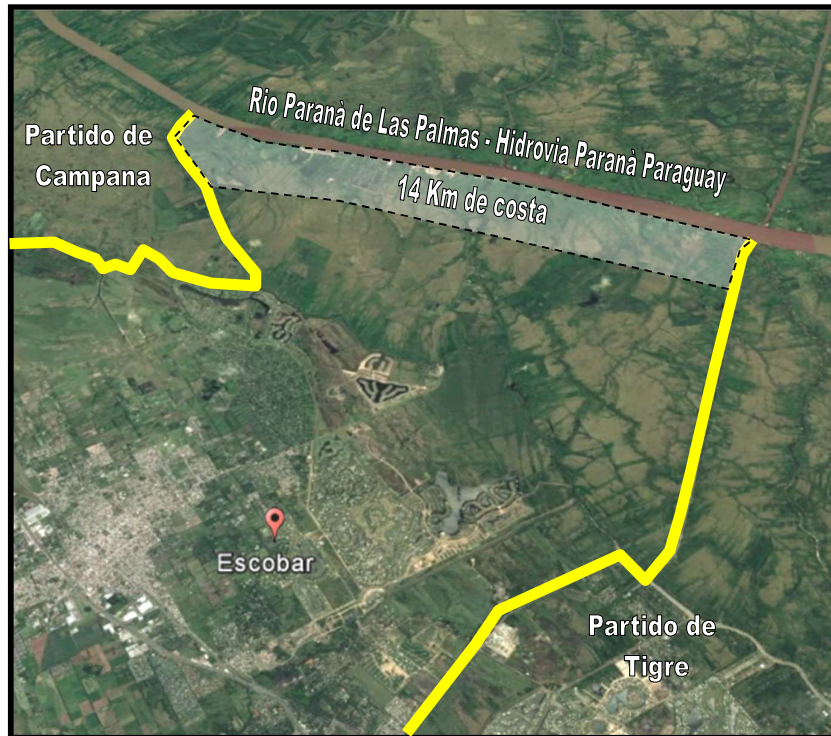 Rio Paranà de Las Palmas - Hidrovia Paranà Paraguay
Partido de
Campana
14 Km de costa
Escobar
Partido de
Tigre